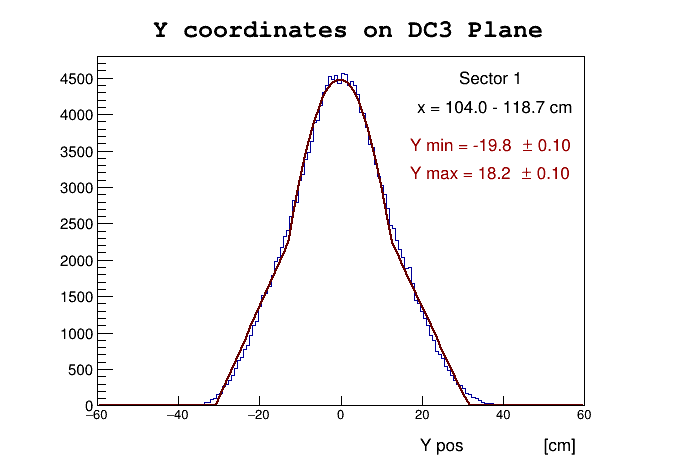 Y coordinates on DC3 Plane
Sector 1
x = 104.0 - 118.7 cm
Y min = -19.8 ± 0.10
Y max = 18.2 ± 0.10
4500
4000
3500
3000
2500
2000
1500
1000
500
0
−60 −40 −20 0 20 40 60
Y pos [cm]